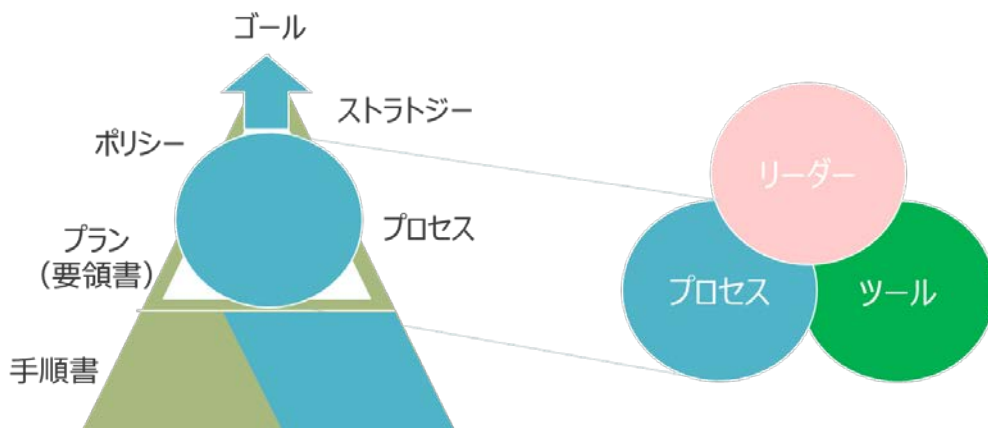 ゴール
ストラトジー
ポリシー
プロセス
プラン
（要領書）
手順書
リーダー
プロセス
ツール